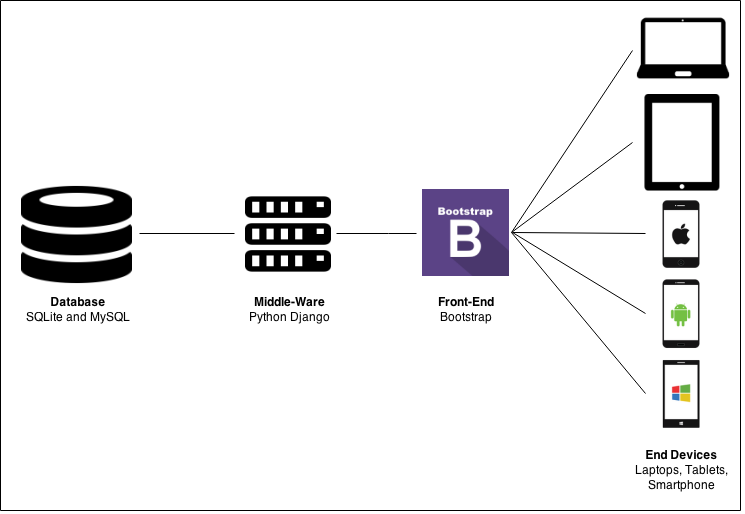 Bootstrap
B
Database
SQLite and MySQL
Middle-Ware
Python Django
Front-End
Bootstrap
End Devices
Laptops, Tablets,
Smartphone